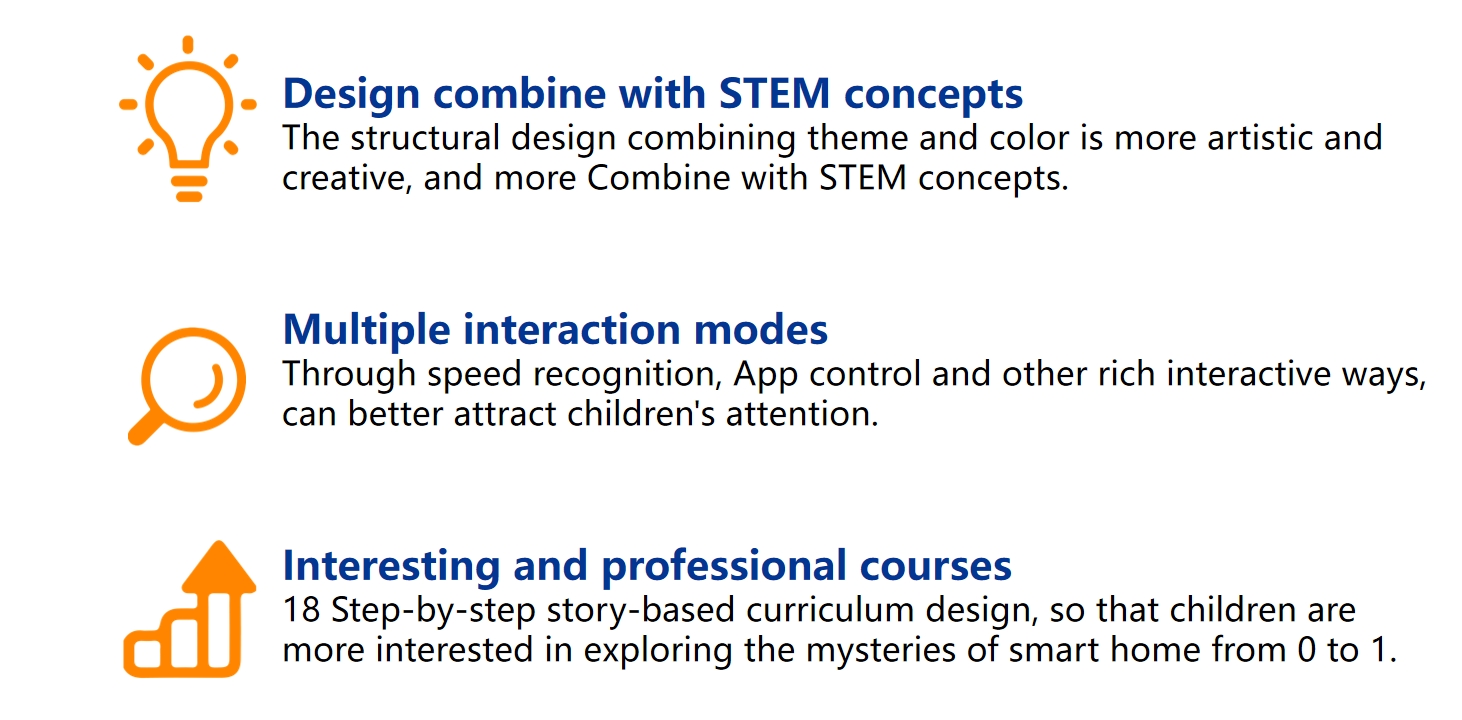 Design combine with STEM concepts
The structural design combining theme and color is more artistic and
creative, and more Combine with STEM concepts.
Multiple interaction modes
Through speed recognition, App control and other rich interactive ways,
can better attract children's attention.
Interesting and professional courses
18 Step-by-step story-based curriculum design, so that children are
more interested in exploring the mysteries of smart home from 0 to 1.